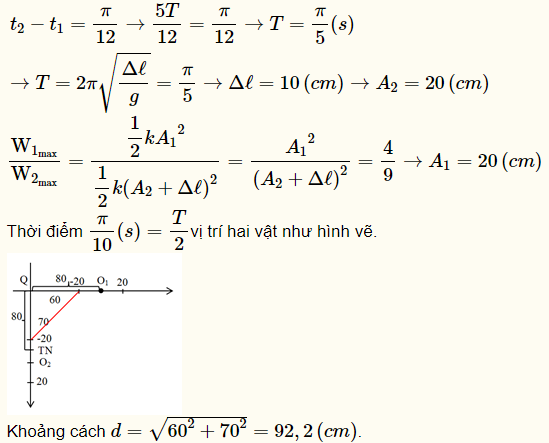 t₂ − t₁ = π/12 → 5T/12 = π/12 → T = π/5 (s)
→ T = 2π√(Δℓ/g) = π/5 → Δℓ = 10 (cm) → A₂ = 20 (cm)
W₁ₘₐₓ/W₂ₘₐₓ = (1/2 kA₁²)/(1/2 k(A₂ + Δℓ)²) = A₁²/(A₂ + Δℓ)² = 4/9 → A₁ = 20 (cm)
Thời điểm π/10 (s) = T/2 vị trí hai vật như hình vẽ.
Q 80 -20 O₁ 20
60
80
70
-20
TN
O₂
20
Khoảng cách d = √(60² + 70²) = 92, 2 (cm).